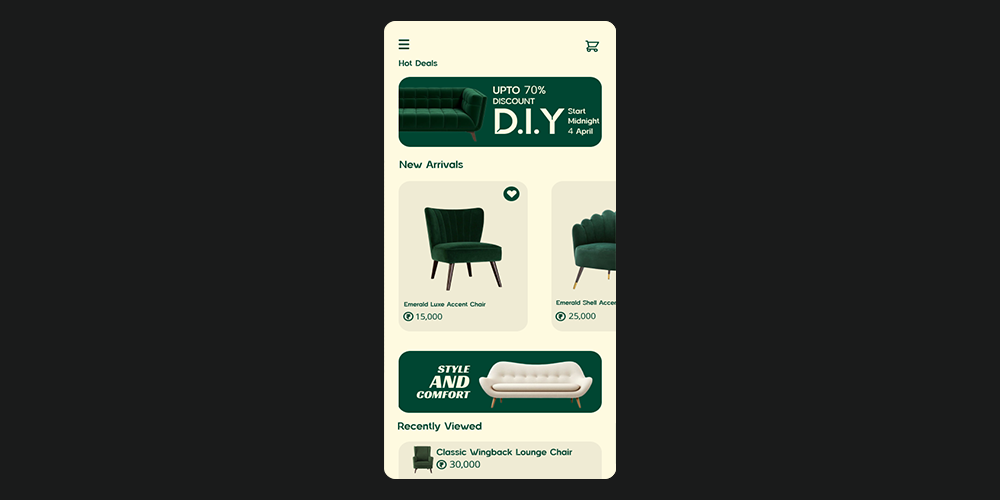 Hot Deals
UPTO 70%
DISCOUNT
D.I.Y
Start
Midnight
4 April
New Arrivals
Emerald Luxe Accent Chair
₹ 15,000
Emerald Shell Accen
₹ 25,000
STYLE
AND
COMFORT
Recently Viewed
Classic Wingback Lounge Chair
₹ 30,000